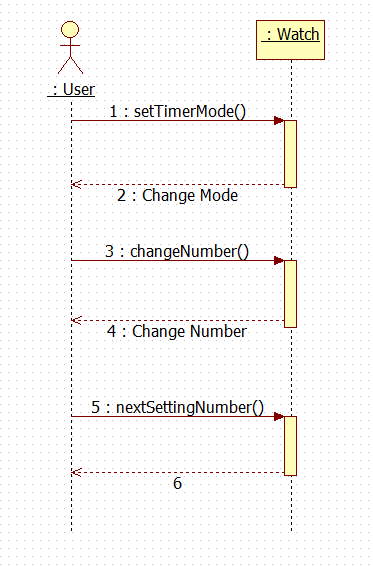 : User
: Watch
1 : setTimerMode()
2 : Change Mode
3 : changeNumber()
4 : Change Number
5 : nextSettingNumber()
6